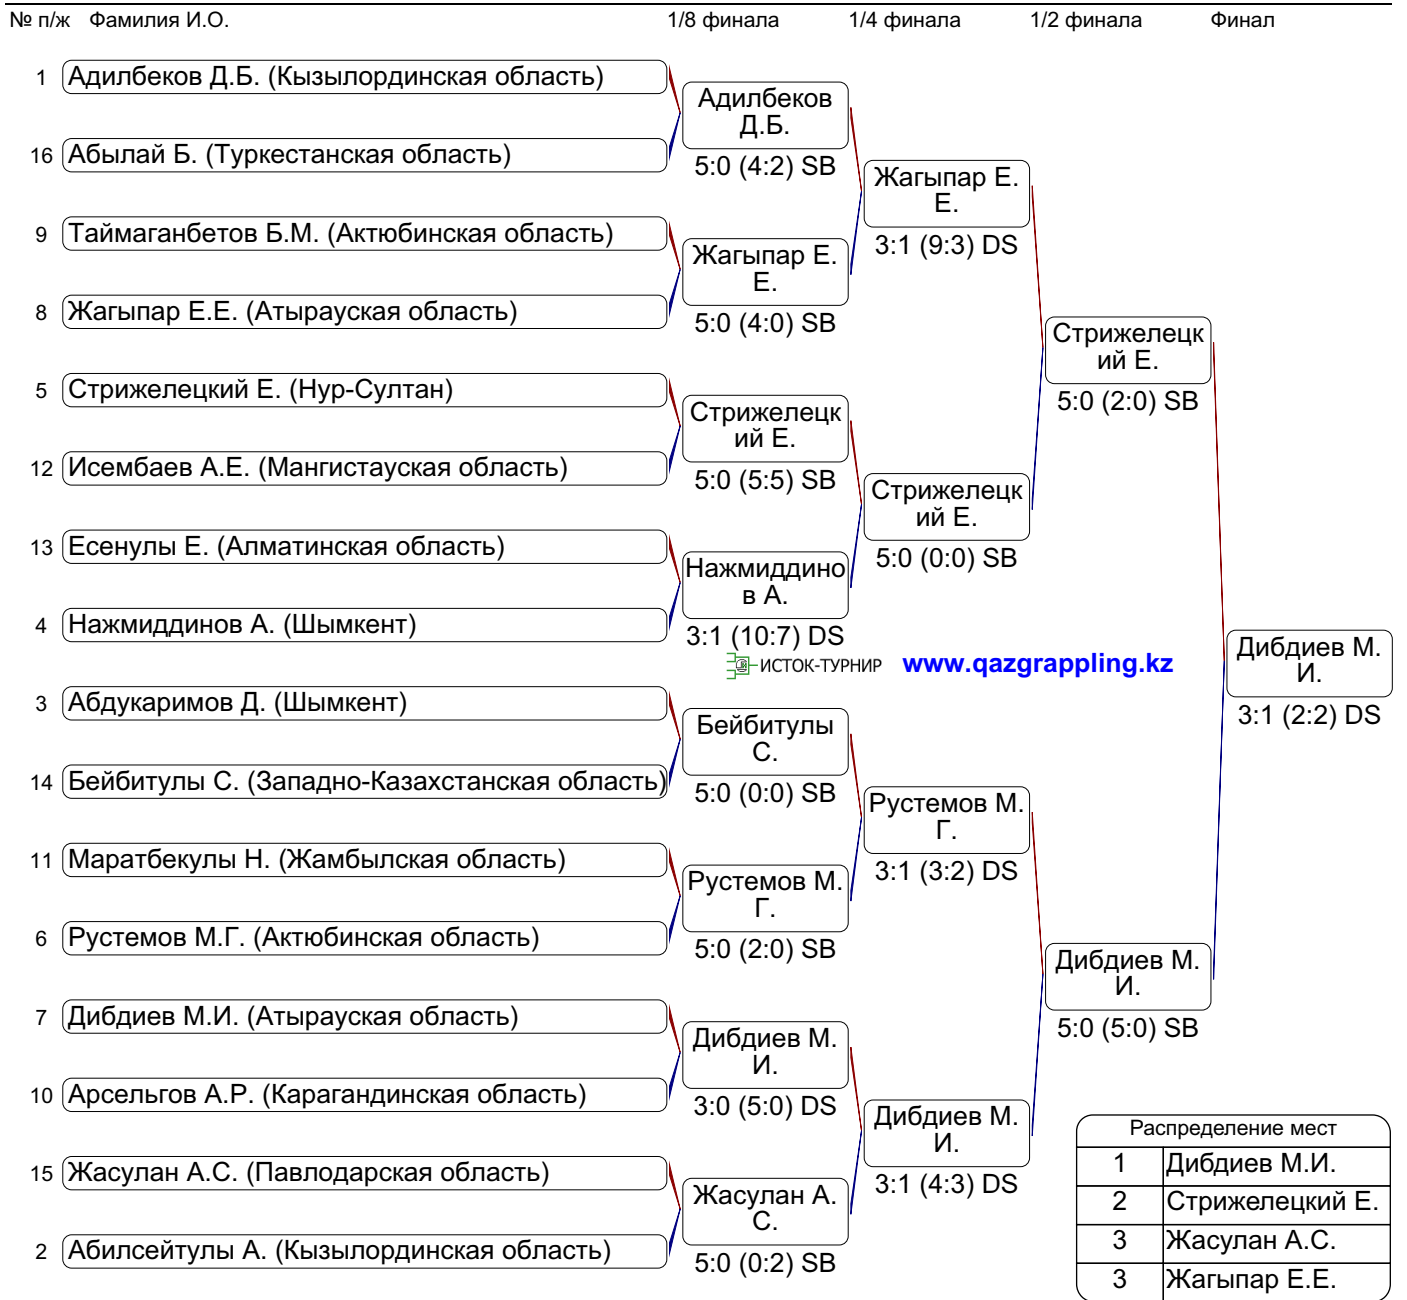 № п/ж Фамилия И.О. 1/8 финала 1/4 финала 1/2 финала Финал
1 Адилбеков Д.Б. (Кызылординская область)
Адилбеков
Д.Б.
5:0 (4:2) SB
16 Абылай Б. (Туркестанская область)
Жагыпар Е.
Е.
3:1 (9:3) DS
9 Таймаганбетов Б.М. (Актюбинская область)
Жагыпар Е.
Е.
5:0 (4:0) SB
8 Жагыпар Е.Е. (Атырауская область)
Стрижелецк
ий Е.
5:0 (2:0) SB
5 Стрижелецкий Е. (Нур-Султан)
Стрижелецк
ий Е.
5:0 (5:5) SB
12 Исембаев А.Е. (Мангистауская область)
Стрижелецк
ий Е.
5:0 (0:0) SB
13 Есенулы Е. (Алматинская область)
Нажмиддино
в А.
3:1 (10:7) DS
4 Нажмиддинов А. (Шымкент)
ИСТОК-ТУРНИР www.qazgrappling.kz
Дибдиев М.
И.
3:1 (2:2) DS
3 Абдукаримов Д. (Шымкент)
Бейбитулы
С.
5:0 (0:0) SB
14 Бейбитулы С. (Западно-Казахстанская область)
Рустемов М.
Г.
3:1 (3:2) DS
11 Маратбекулы Н. (Жамбылская область)
Рустемов М.
Г.
5:0 (2:0) SB
6 Рустемов М.Г. (Актюбинская область)
Дибдиев М.
И.
5:0 (5:0) SB
7 Дибдиев М.И. (Атырауская область)
Дибдиев М.
И.
3:0 (5:0) DS
10 Арсельгов А.Р. (Карагандинская область)
Дибдиев М.
И.
3:1 (4:3) DS
15 Жасулан А.С. (Павлодарская область)
Жасулан А.
С.
5:0 (0:2) SB
2 Абилсейтулы А. (Кызылординская область)
Распределение мест
1 Дибдиев М.И.
2 Стрижелецкий Е.
3 Жасулан А.С.
3 Жагыпар Е.Е.